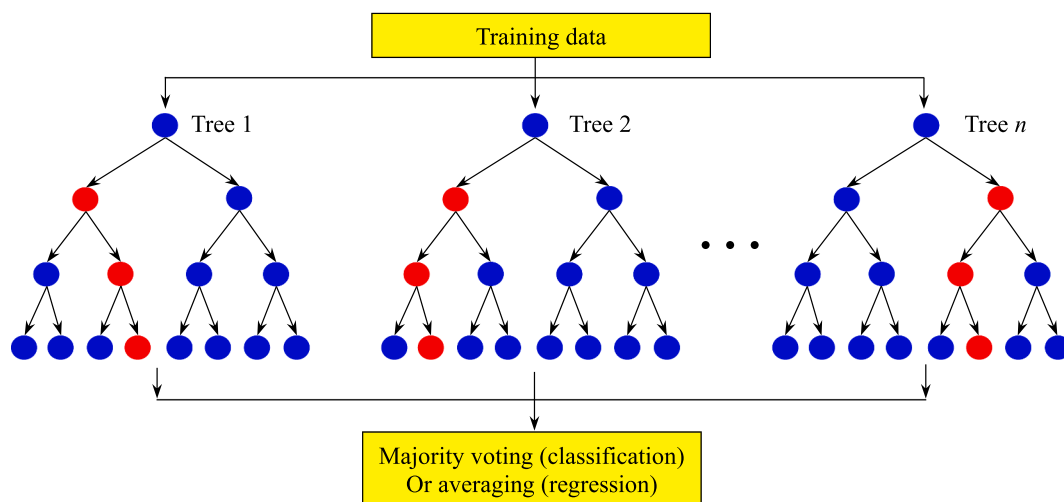 Training data
Tree 1
Tree 2
Tree n
Majority voting (classification)
Or averaging (regression)